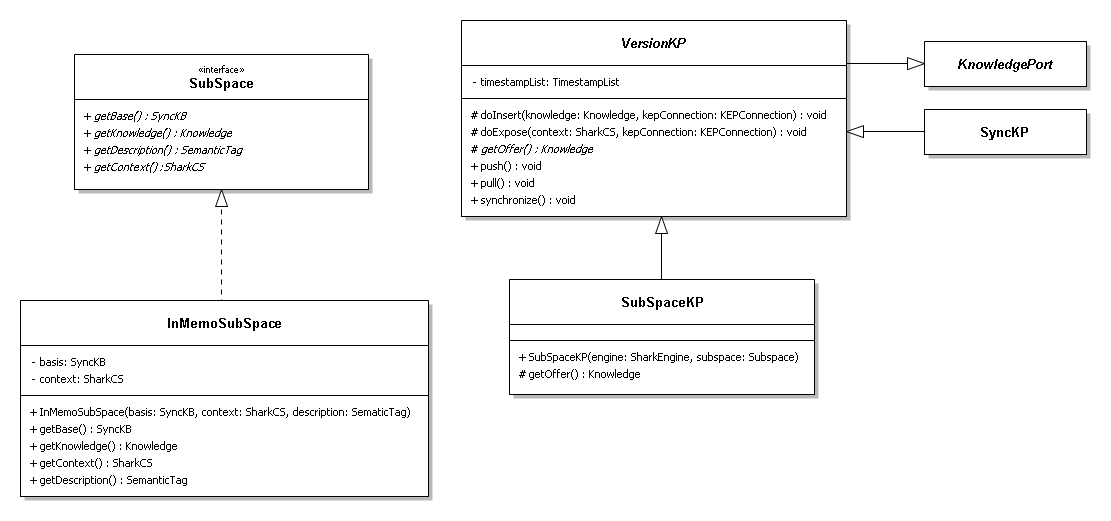 «interface»
SubSpace
+ getBase() : SyncKB
+ getKnowledge() : Knowledge
+ getDescription() : SemanticTag
+ getContext() :SharkCS
InMemoSubSpace
- basis: SyncKB
- context: SharkCS
+ InMemoSubSpace(basis: SyncKB, context: SharkCS, description: SematicTag)
+ getBase() : SyncKB
+ getKnowledge() : Knowledge
+ getContext() : SharkCS
+ getDescription() : SemanticTag
VersionKP
- timestampList: TimestampList
# doInsert(knowledge: Knowledge, kepConnection: KEPConnection) : void
# doExpose(context: SharkCS, kepConnection: KEPConnection) : void
# getOffer() : Knowledge
+ push() : void
+ pull() : void
+ synchronize() : void
KnowledgePort
SyncKP
SubSpaceKP
+ SubSpaceKP(engine: SharkEngine, subspace: Subspace)
# getOffer() : Knowledge